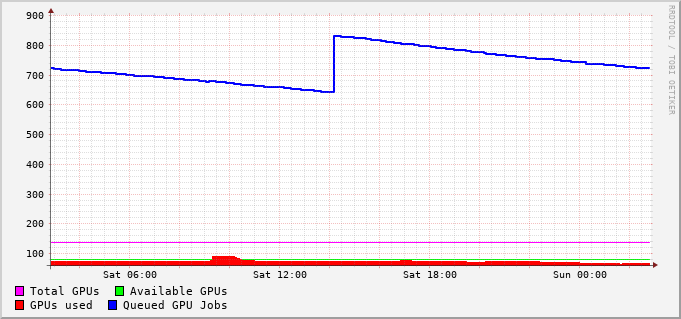 900
800
700
600
500
400
300
200
100
Sat 06:00 Sat 12:00 Sat 18:00 Sun 00:00
Total GPUs Available GPUs
GPUs used Queued GPU Jobs
RRDTOOL / TOBI OETIKER